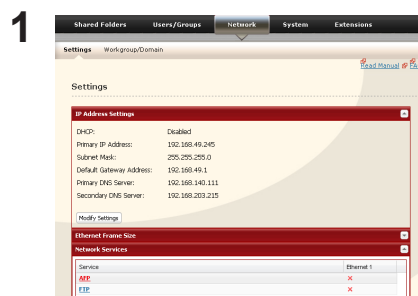 1
Shared Folders Users/Groups Network System Extensions
Settings Workgroup/Domain
Read Manual FA
Settings
IP Address Settings
DHCP: Disabled
Primary IP Address: 192.168.49.245
Subnet Mask: 255.255.255.0
Default Gateway Address: 192.168.49.1
Primary DNS Server: 192.168.140.111
Secondary DNS Server: 192.168.203.215
Modify Settings
Ethernet Frame Size
Network Services
Service Ethernet 1
AFP
FTP